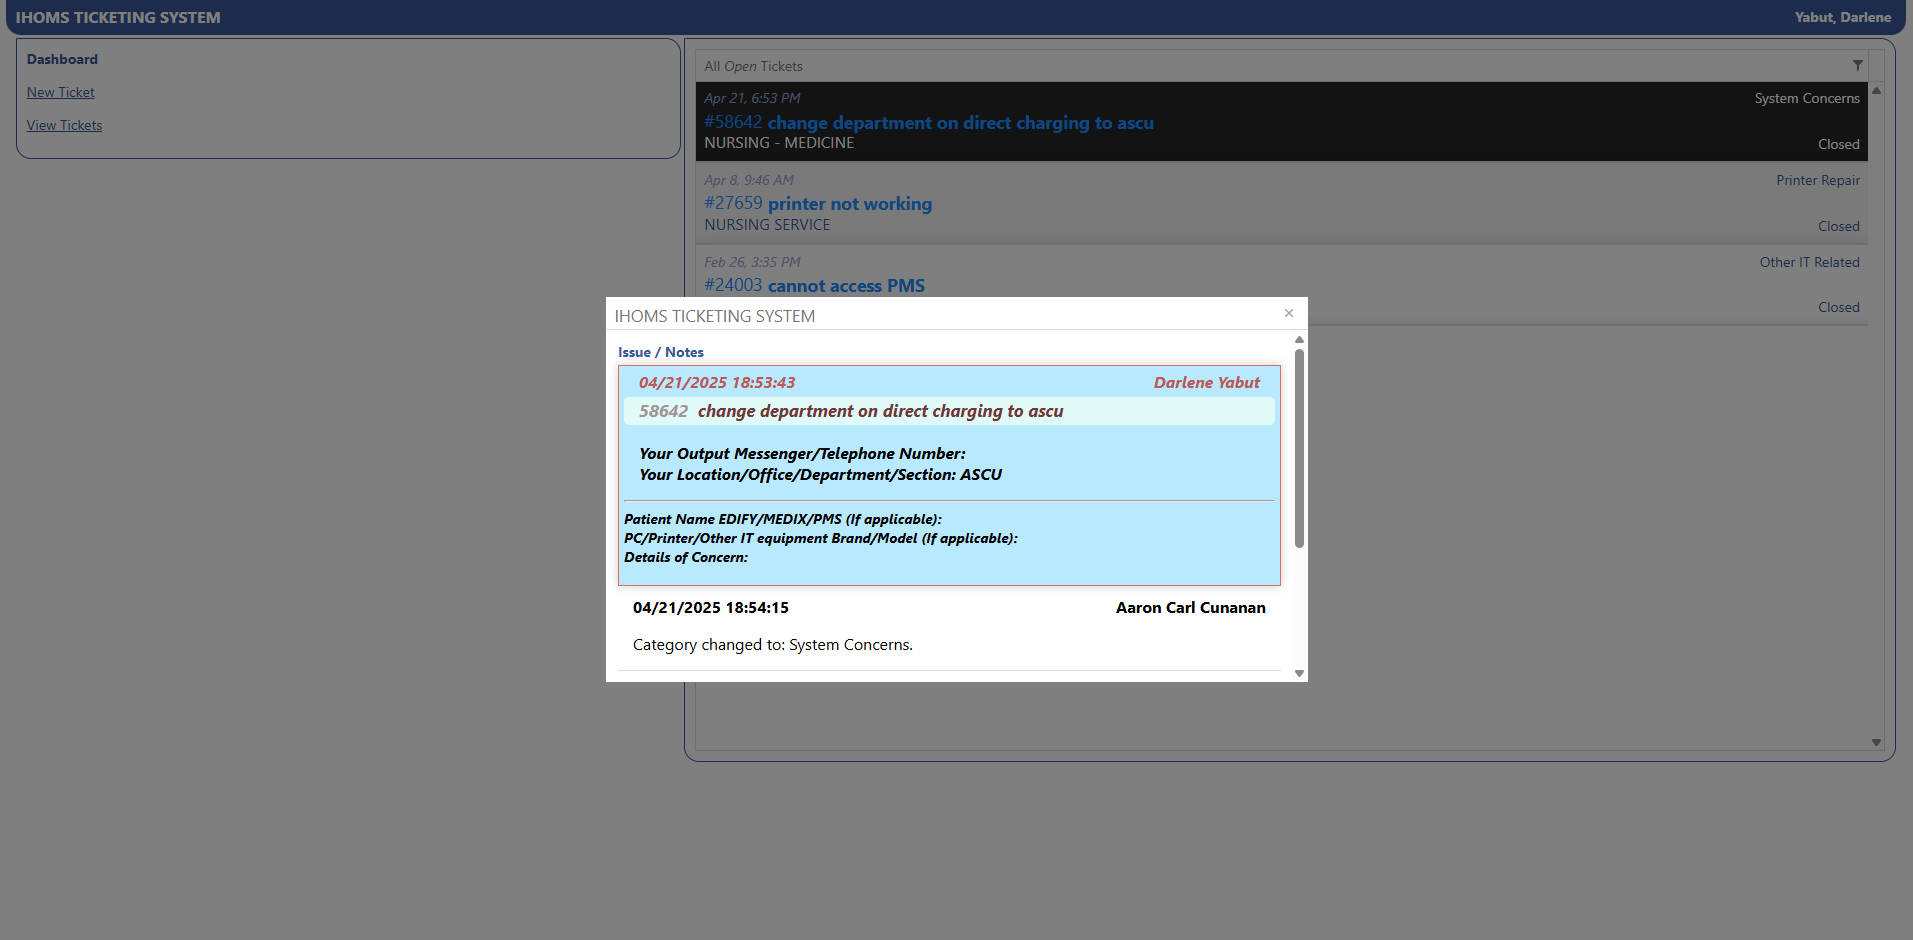 IHOMS TICKETING SYSTEM
Yabut, Darlene
Dashboard
New Ticket
View Tickets
All Open Tickets
Apr 21, 6:53 PM
System Concerns
#58642 change department on direct charging to ascu
NURSING - MEDICINE
Closed
Apr 8, 9:46 AM
Printer Repair
#27659 printer not working
NURSING SERVICE
Closed
Feb 26, 3:35 PM
Other IT Related
#24003 cannot access PMS
Closed
IHOMS TICKETING SYSTEM
×
Issue / Notes
04/21/2025 18:53:43
Darlene Yabut
58642 change department on direct charging to ascu
Your Output Messenger/Telephone Number:
Your Location/Office/Department/Section: ASCU
Patient Name EDIFY/MEDIX/PMS (If applicable):
PC/Printer/Other IT equipment Brand/Model (If applicable):
Details of Concern:
04/21/2025 18:54:15
Aaron Carl Cunanan
Category changed to: System Concerns.